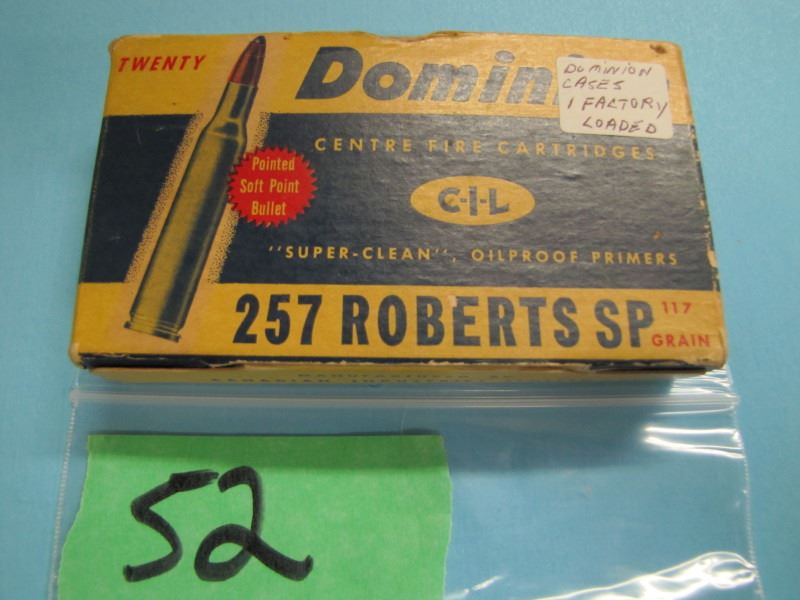 TWENTY
Domin
DOMINION
CASES
1 FACTORY
LOADED
CENTRE FIRE CARTRIDGES
Pointed
Soft Point
Bullet
C-I-L
"SUPER-CLEAN", OILPROOF PRIMERS
257 ROBERTS SP
117
GRAIN
52